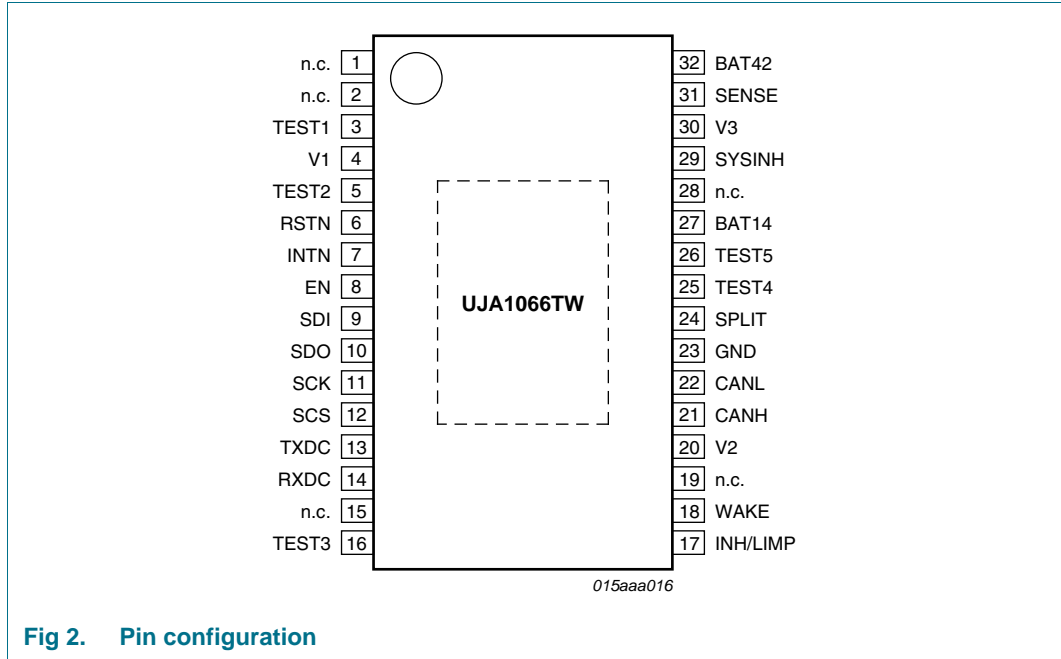 n.c. 1
n.c. 2
TEST1 3
V1 4
TEST2 5
RSTN 6
INTN 7
EN 8
SDI 9
SDO 10
SCK 11
SCS 12
TXDC 13
RXDC 14
n.c. 15
TEST3 16
UJA1066TW
32 BAT42
31 SENSE
30 V3
29 SYSINH
28 n.c.
27 BAT14
26 TEST5
25 TEST4
24 SPLIT
23 GND
22 CANL
21 CANH
20 V2
19 n.c.
18 WAKE
17 INH/LIMP
015aaa016
Fig 2. Pin configuration